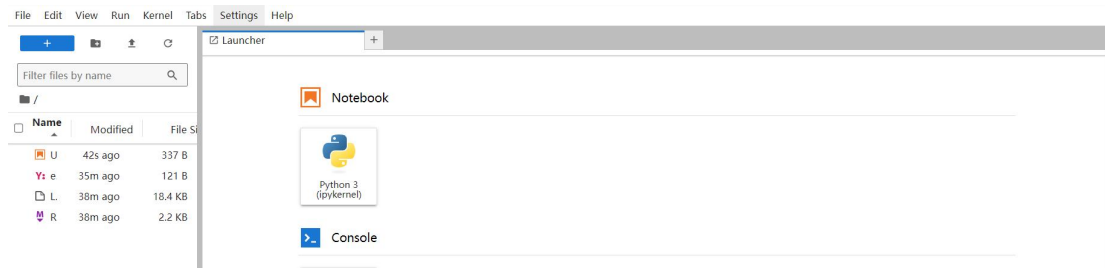 File Edit View Run Kernel Tabs Settings Help
+
Launcher
+
Filter files by name
/
Name Modified File Si
U 42s ago 337 B
Y: e 35m ago 121 B
L. 38m ago 18.4 KB
M R 38m ago 2.2 KB
Notebook
Python 3
(ipykernel)
Console